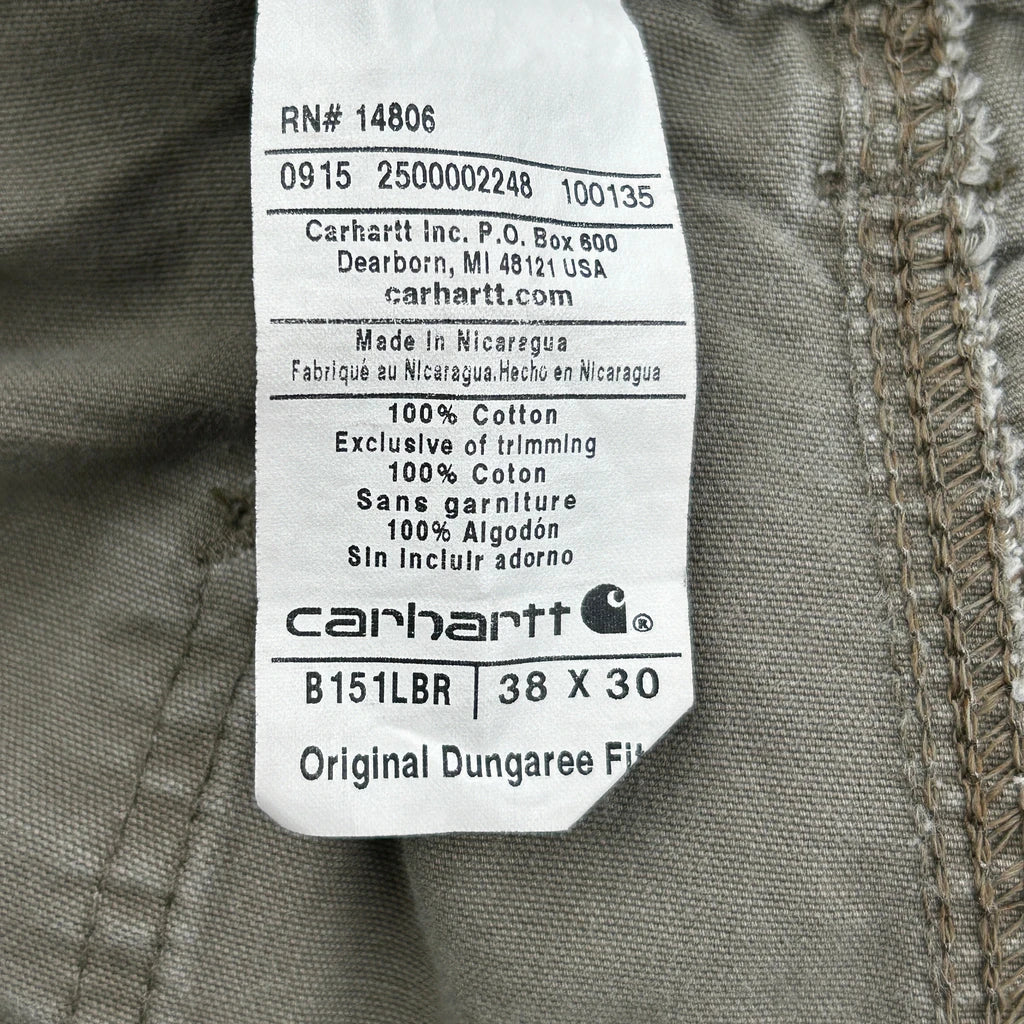 RN# 14806
0915 2500002248 100135
Carhartt Inc. P.O. Box 600
Dearborn, MI 48121 USA
carhartt.com
Made In Nicaragua
Fabriqué au Nicaragua.Hecho en Nicaragua
100% Cotton
Exclusive of trimming
100% Coton
Sans garniture
100% Algodón
Sin incluir adorno
carhartt ®
B151LBR | 38 X 30
Original Dungaree Fit